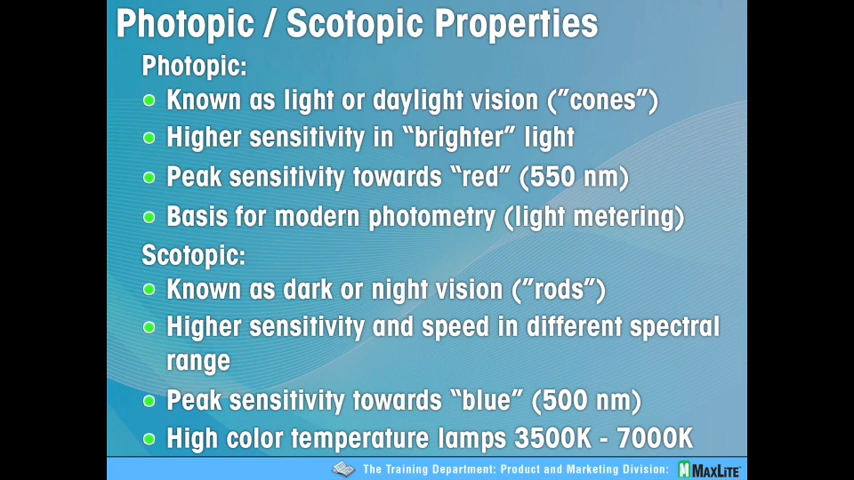 Photopic / Scotopic Properties
Photopic:
Known as light or daylight vision ("cones")
Higher sensitivity in "brighter" light
Peak sensitivity towards "red" (550 nm)
Basis for modern photometry (light metering)
Scotopic:
Known as dark or night vision ("rods")
Higher sensitivity and speed in different spectral
range
Peak sensitivity towards "blue" (500 nm)
High color temperature lamps 3500K - 7000K
The Training Department: Product and Marketing Division: MAXLITE